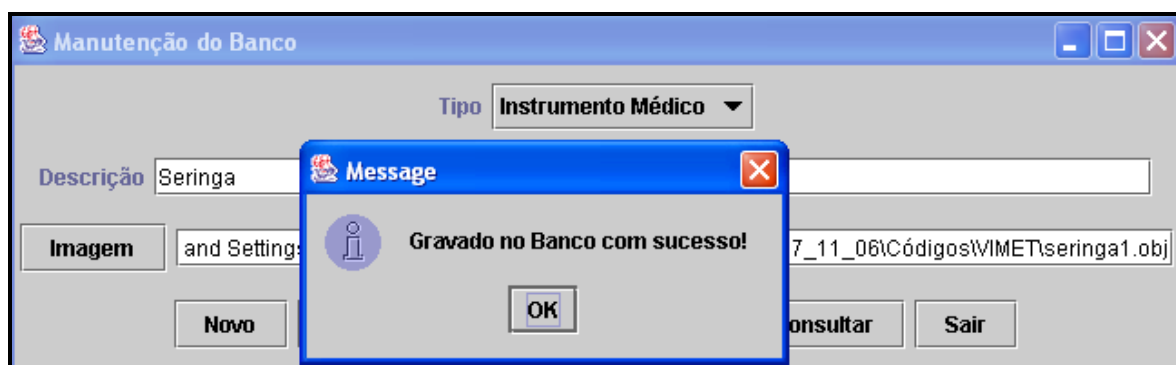 Manutenção do Banco
Tipo Instrumento Médico
Descrição Seringa
Message
Gravado no Banco com sucesso!
Imagem and Settings 7_11_06\Códigos\VIMET\seringa1.obj
OK
Novo onsultar Sair